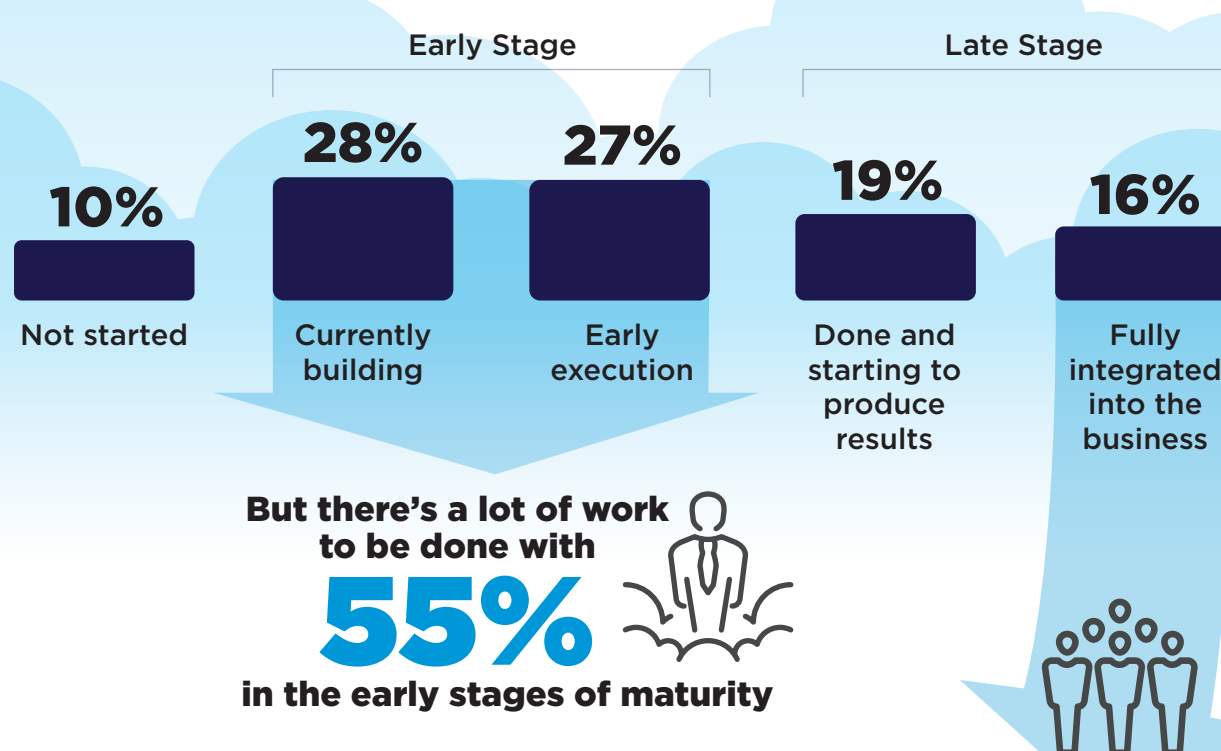 Early Stage
Late Stage
10%
28%
27%
19%
16%
Not started
Currently
building
Early
execution
Done and
starting to
produce
results
Fully
integrated
into the
business
But there's a lot of work
to be done with
55%
in the early stages of maturity